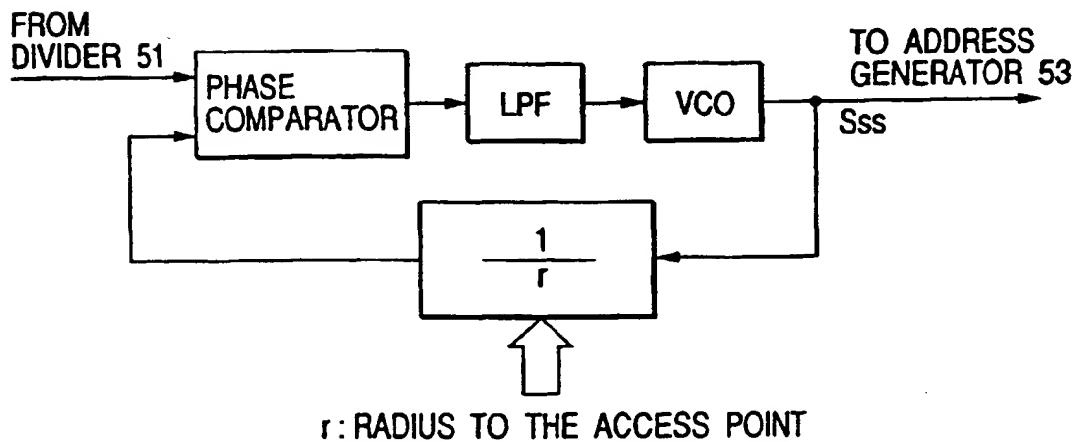 FROM
DIVIDER 51
PHASE
COMPARATOR
LPF
VCO
TO ADDRESS
GENERATOR 53
Sss
1
r
r : RADIUS TO THE ACCESS POINT